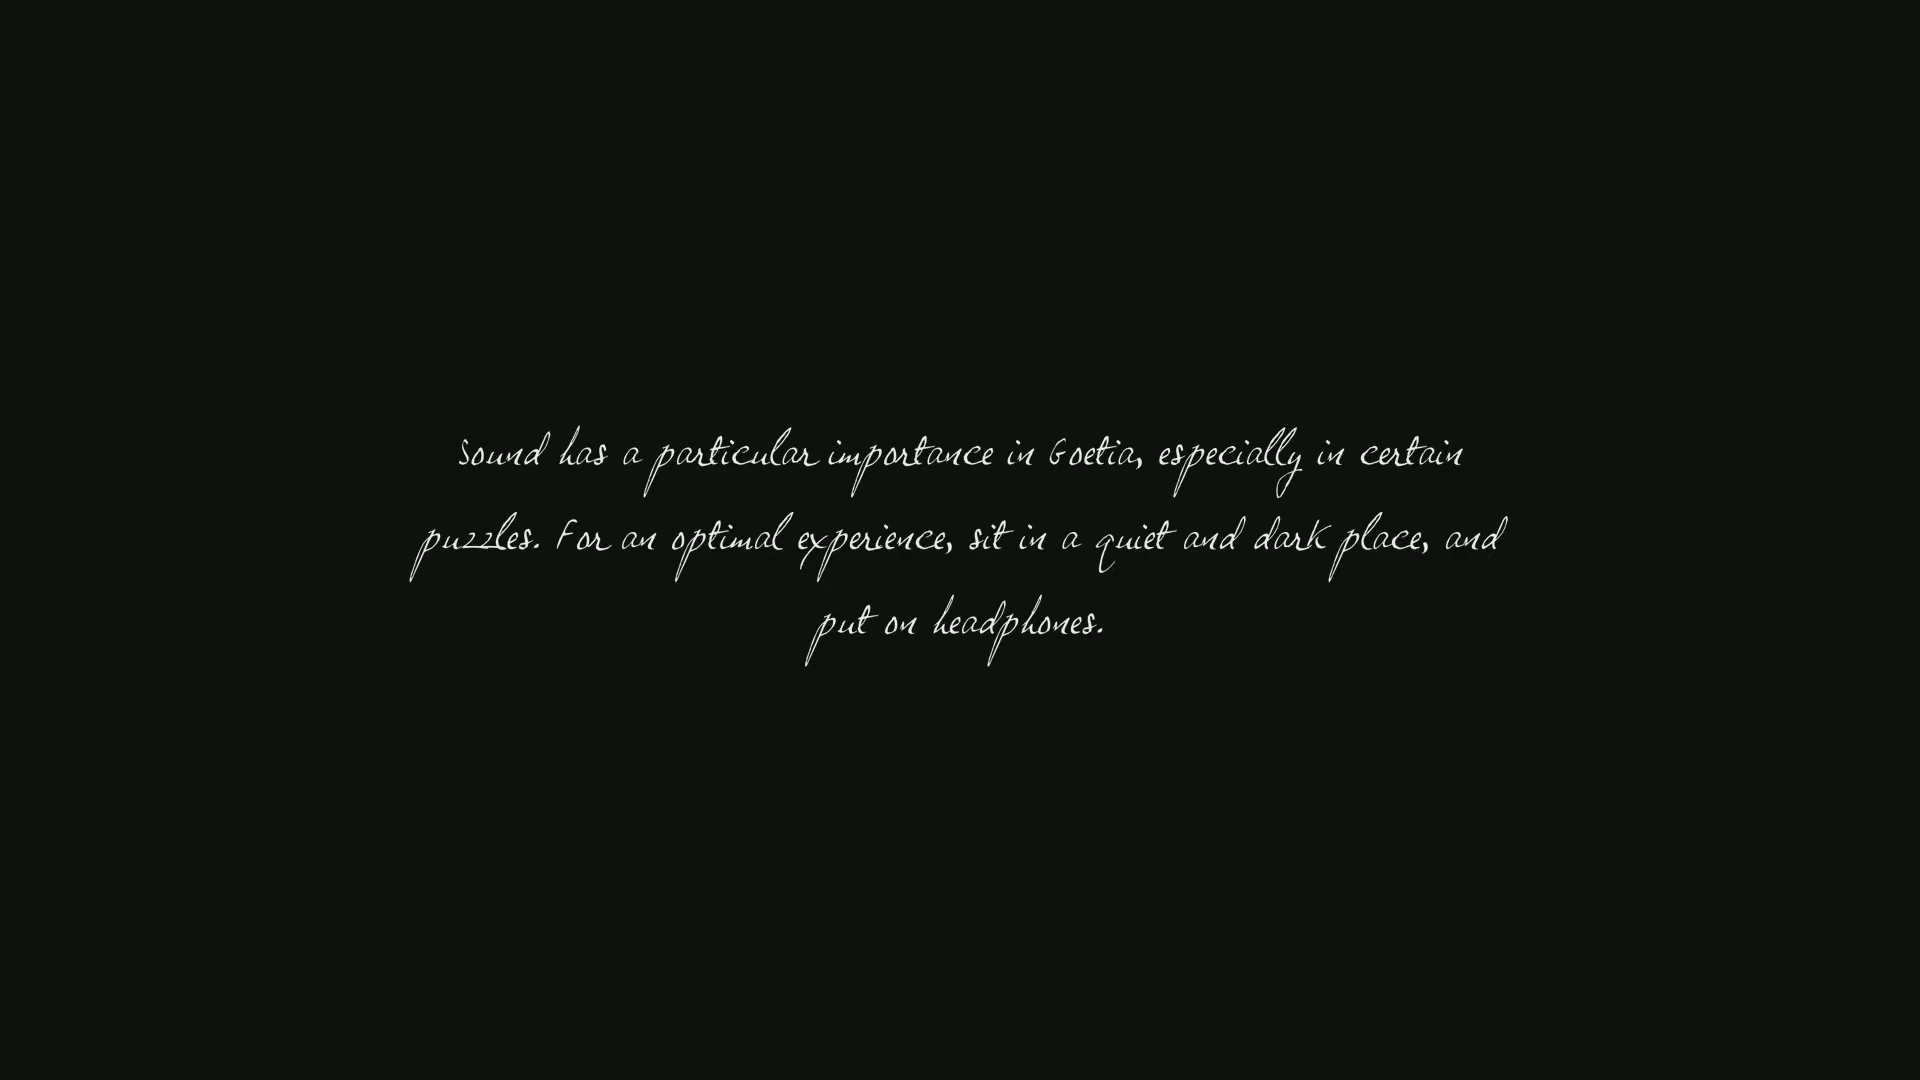 Sound has a particular importance in Goetia, especially in certain
puzzles. For an optimal experience, sit in a quiet and dark place, and
put on headphones.